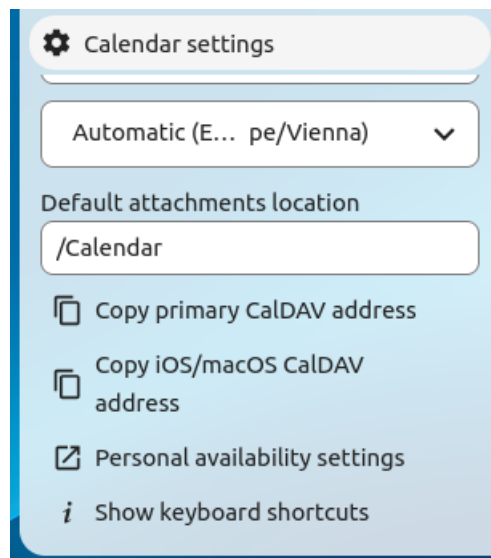 Calendar settings
Automatic (E... pe/Vienna)
Default attachments location
/Calendar
Copy primary CalDAV address
Copy iOS/macOS CalDAV
address
Personal availability settings
Show keyboard shortcuts